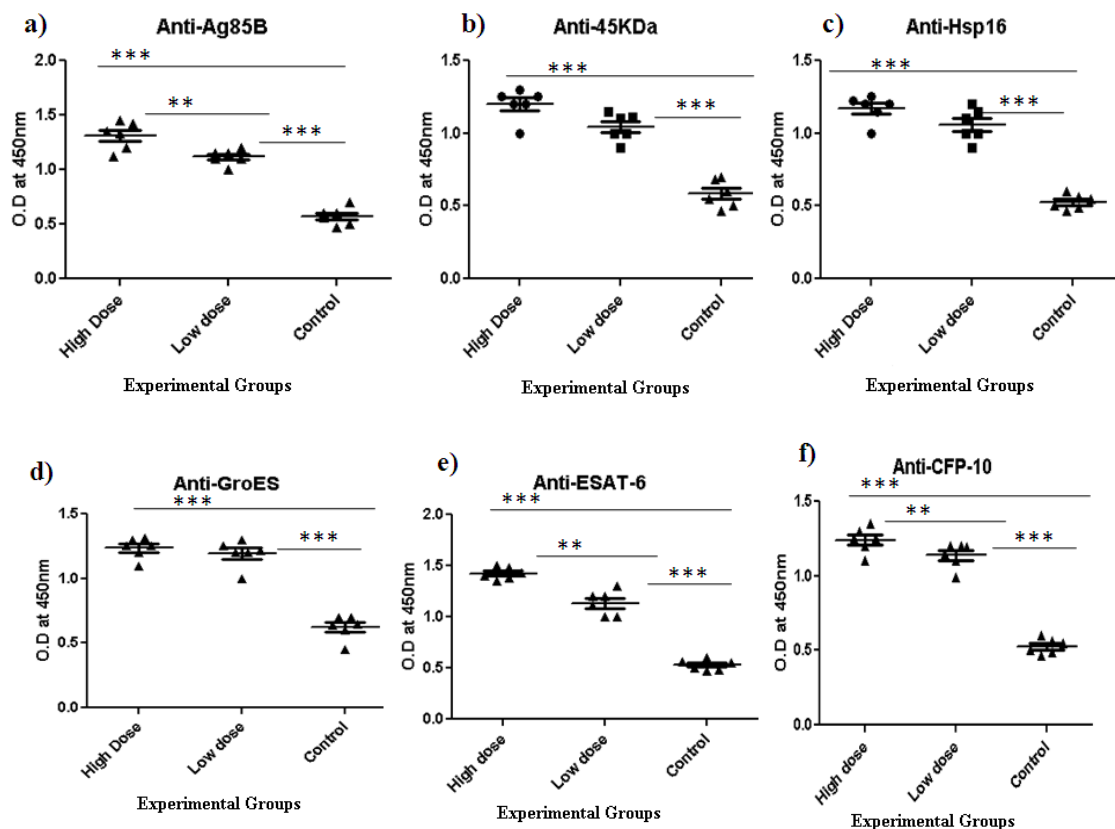 a)
Anti-Ag85B
***
**
***
2.0
1.5
1.0
0.5
0.0
O.D at 450nm
High Dose
Low dose
Control
Experimental Groups
b)
Anti-45KDa
***
***
1.5
1.0
0.5
0.0
O.D at 450nm
High Dose
Low dose
Control
Experimental Groups
c)
Anti-Hsp16
***
***
1.5
1.0
0.5
0.0
O.D at 450nm
High Dose
Low dose
Control
Experimental Groups
d)
Anti-GroES
***
***
1.5
1.0
0.5
0.0
O.D at 450nm
High Dose
Low dose
Control
Experimental Groups
e)
Anti-ESAT-6
***
**
***
2.0
1.5
1.0
0.5
0.0
O.D at 450nm
High dose
Low dose
Control
Experimental Groups
f)
Anti-CFP-10
***
**
***
1.5
1.0
0.5
0.0
O.D at 450nm
High dose
Low dose
Control
Experimental Groups